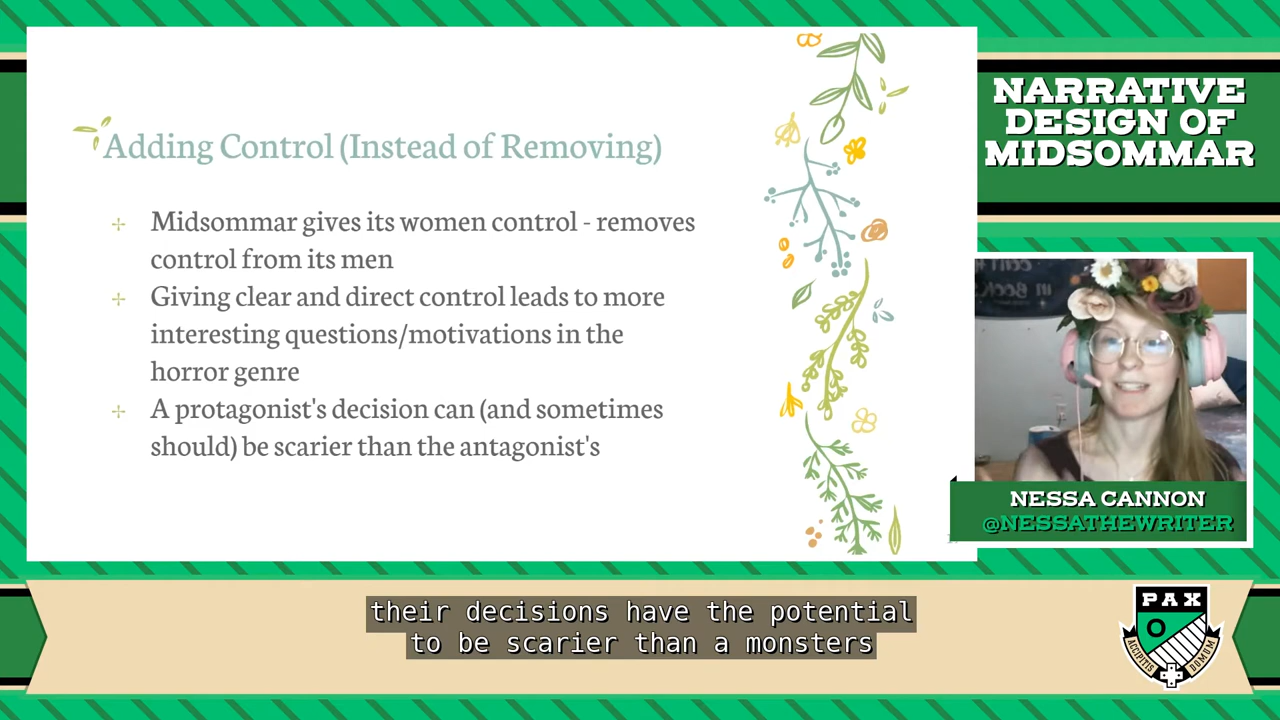 Adding Control (Instead of Removing)
Midsommar gives its women control - removes
control from its men
Giving clear and direct control leads to more
interesting questions/motivations in the
horror genre
A protagonist's decision can (and sometimes
should) be scarier than the antagonist's
NARRATIVE
DESIGN OF
MIDSOMMAR
NESSA CANNON
@NESSATHEWRITER
their decisions have the potential
to be scarier than a monsters
PAX
ACCIPITIS
DOMUM